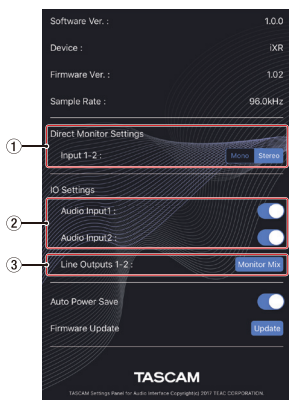 Software Ver. : 1.0.0
Device : iXR
Firmware Ver. : 1.02
Sample Rate : 96.0kHz
Direct Monitor Settings
① Input 1-2 : Mono Stereo
IO Settings
Audio Input1 :
② Audio Input2 :
③ Line Outputs 1-2 : Monitor Mix
Auto Power Save
Firmware Update Update
TASCAM
TASCAM Settings Panel for Audio Interface Copyright(c) 2017 TEAC CORPORATION.